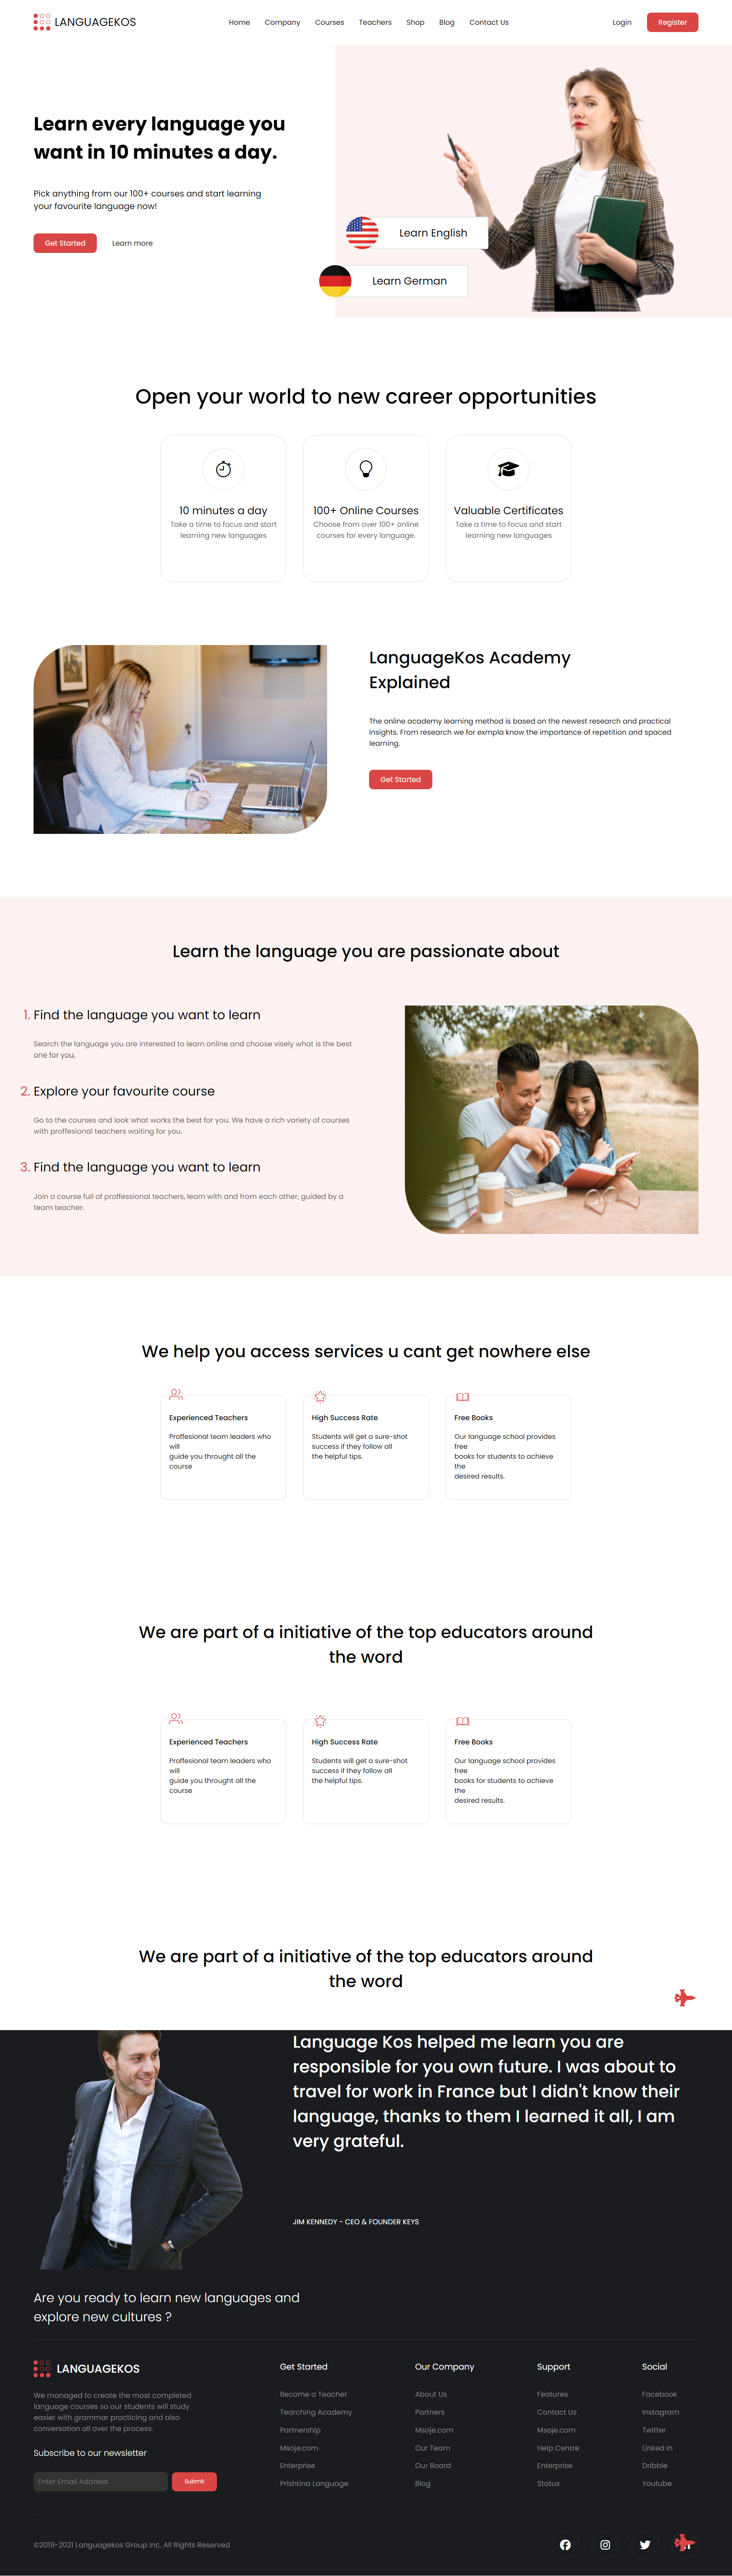 LANGUAGEKOS
Home Company Courses Teachers Shop Blog Contact Us
Login Register
Learn every language you
want in 10 minutes a day.
Pick anything from our 100+ courses and start learning
your favourite language now!
Get Started Learn more
Learn English
Learn German
Open your world to new career opportunities
10 minutes a day
Take a time to focus and start
learning new languages
100+ Online Courses
Choose from over 100+ online
courses for every language.
Valuable Certificates
Take a time to focus and start
learning new languages
LanguageKos Academy
Explained
The online academy learning method is based on the newest research and practical
insights. From research we for exmpla know the importance of repetition and spaced
learning.
Get Started
Learn the language you are passionate about
1. Find the language you want to learn
Search the language you are interested to learn online and choose visely what is the best
one for you.
2. Explore your favourite course
Go to the courses and look what works the best for you. We have a rich variety of courses
with proffesional teachers waiting for you.
3. Find the language you want to learn
Join a course full of proffessional teachers, learn with and from each other, guided by a
team teacher.
We help you access services u cant get nowhere else
Experienced Teachers
Proffesional team leaders who
will
guide you throught all the
course
High Success Rate
Students will get a sure-shot
success if they follow all
the helpful tips.
Free Books
Our language school provides
free
books for students to achieve
the
desired results.
We are part of a initiative of the top educators around
the word
Experienced Teachers
Proffesional team leaders who
will
guide you throught all the
course
High Success Rate
Students will get a sure-shot
success if they follow all
the helpful tips.
Free Books
Our language school provides
free
books for students to achieve
the
desired results.
We are part of a initiative of the top educators around
the word
Language Kos helped me learn you are
responsible for you own future. I was about to
travel for work in France but I didn't know their
language, thanks to them I learned it all, I am
very grateful.
JIM KENNEDY - CEO & FOUNDER KEYS
Are you ready to learn new languages and
explore new cultures ?
LANGUAGEKOS
We managed to create the most completed
language courses so our students will study
easier with grammar practicing and also
conversation all over the process.
Subscribe to our newsletter
Enter Email Address
Submit
Get Started
Become a Teacher
Tearching Academy
Partnership
Msoje.com
Enterprise
Prishtina Language
Our Company
About Us
Partners
Msoje.com
Our Team
Our Board
Blog
Support
Features
Contact Us
Msoje.com
Help Centre
Enterprise
Status
Social
Facebook
Instagram
Twitter
Linked In
Dribble
Youtube
©2019-2021 Languagekos Group Inc. All Rights Reserved